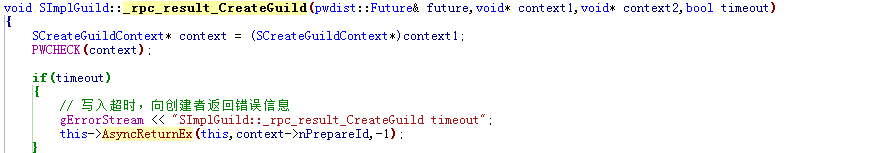 void SImplGuild::_rpc_result_CreateGuild(pwdist::Future& future,void* context1,void* context2,bool timeout)
{
SCreateGuildContext* context = (SCreateGuildContext*)context1;
PWCHECK(context);
if(timeout)
{
// 写入超时，向创建者返回错误信息
gErrorStream << "SImplGuild::_rpc_result_CreateGuild timeout";
this->AsyncReturnEx(this,context->nPrepareId,-1);
}